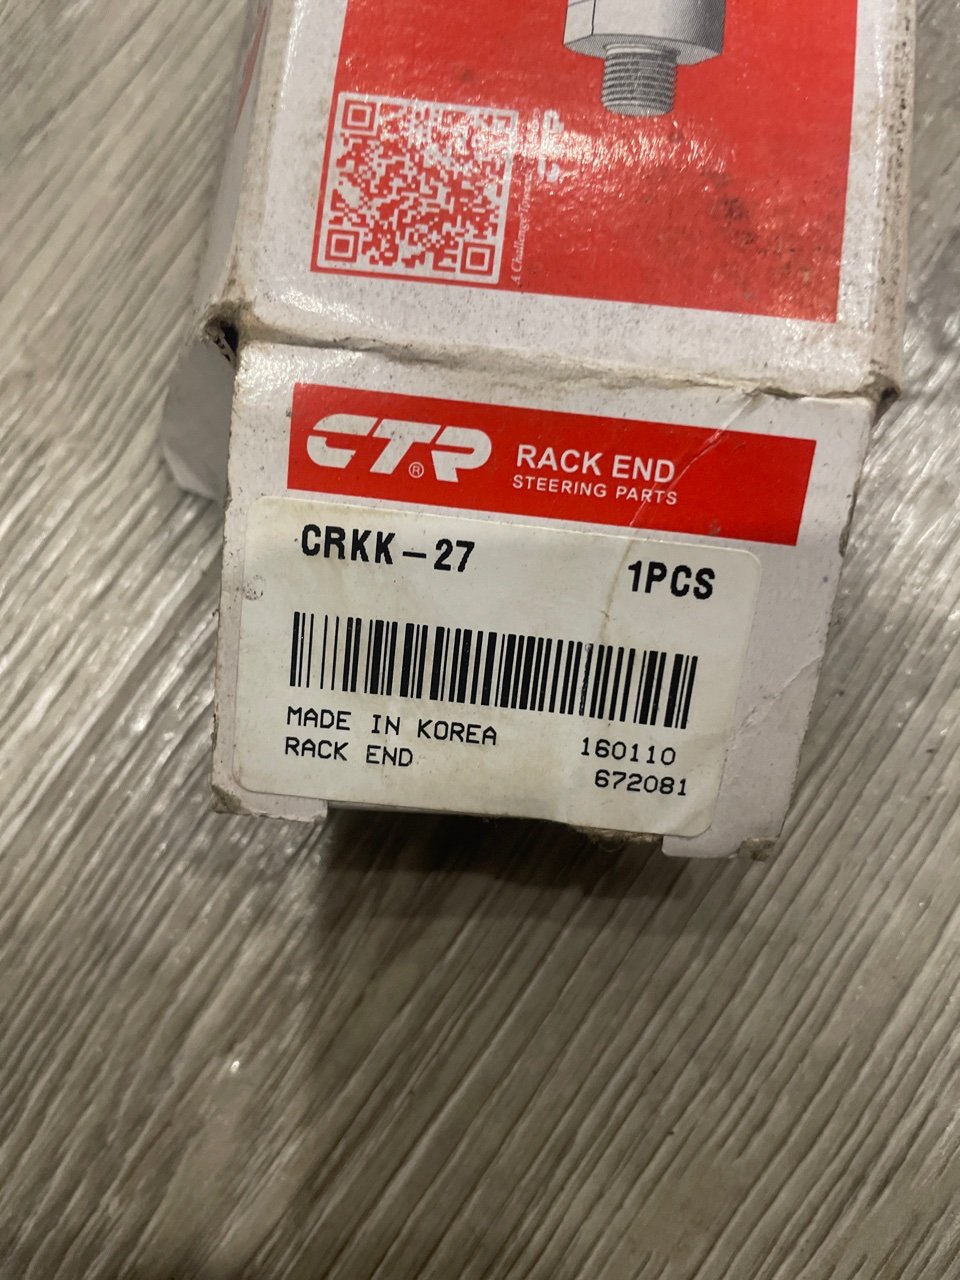 CTR®
RACK END
STEERING PARTS
CRKK-27
1PCS
MADE IN KOREA
RACK END
160110
672081